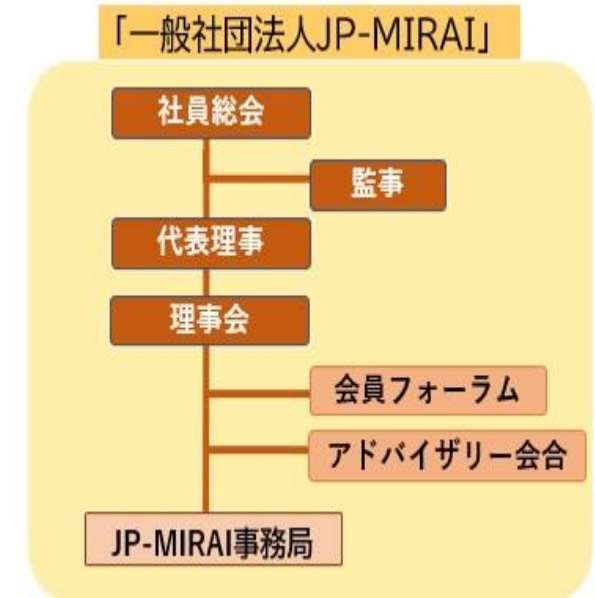 「一般社団法人JP-MIRAI」
社員総会
監事
代表理事
理事会
会員フォーラム
アドバイザリー会合
JP-MIRAI事務局